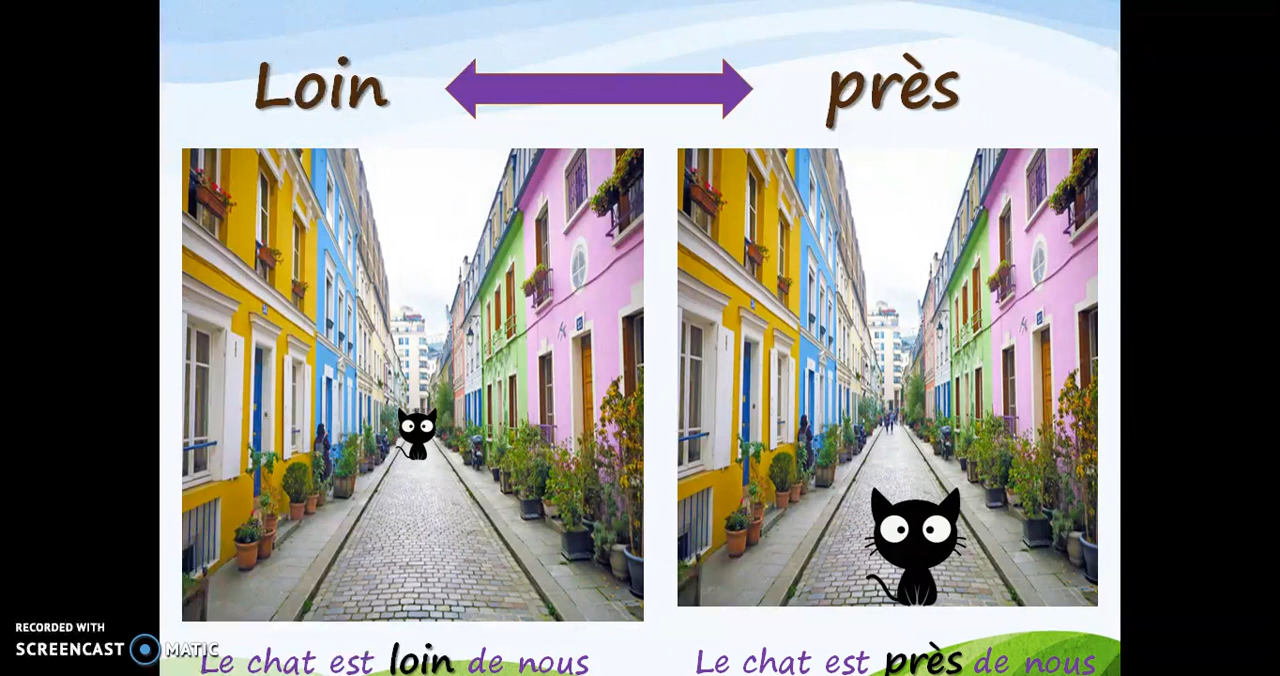 Loin
près
Le chat est loin de nous
Le chat est près de nous
RECORDED WITH
SCREENCAST MATIC